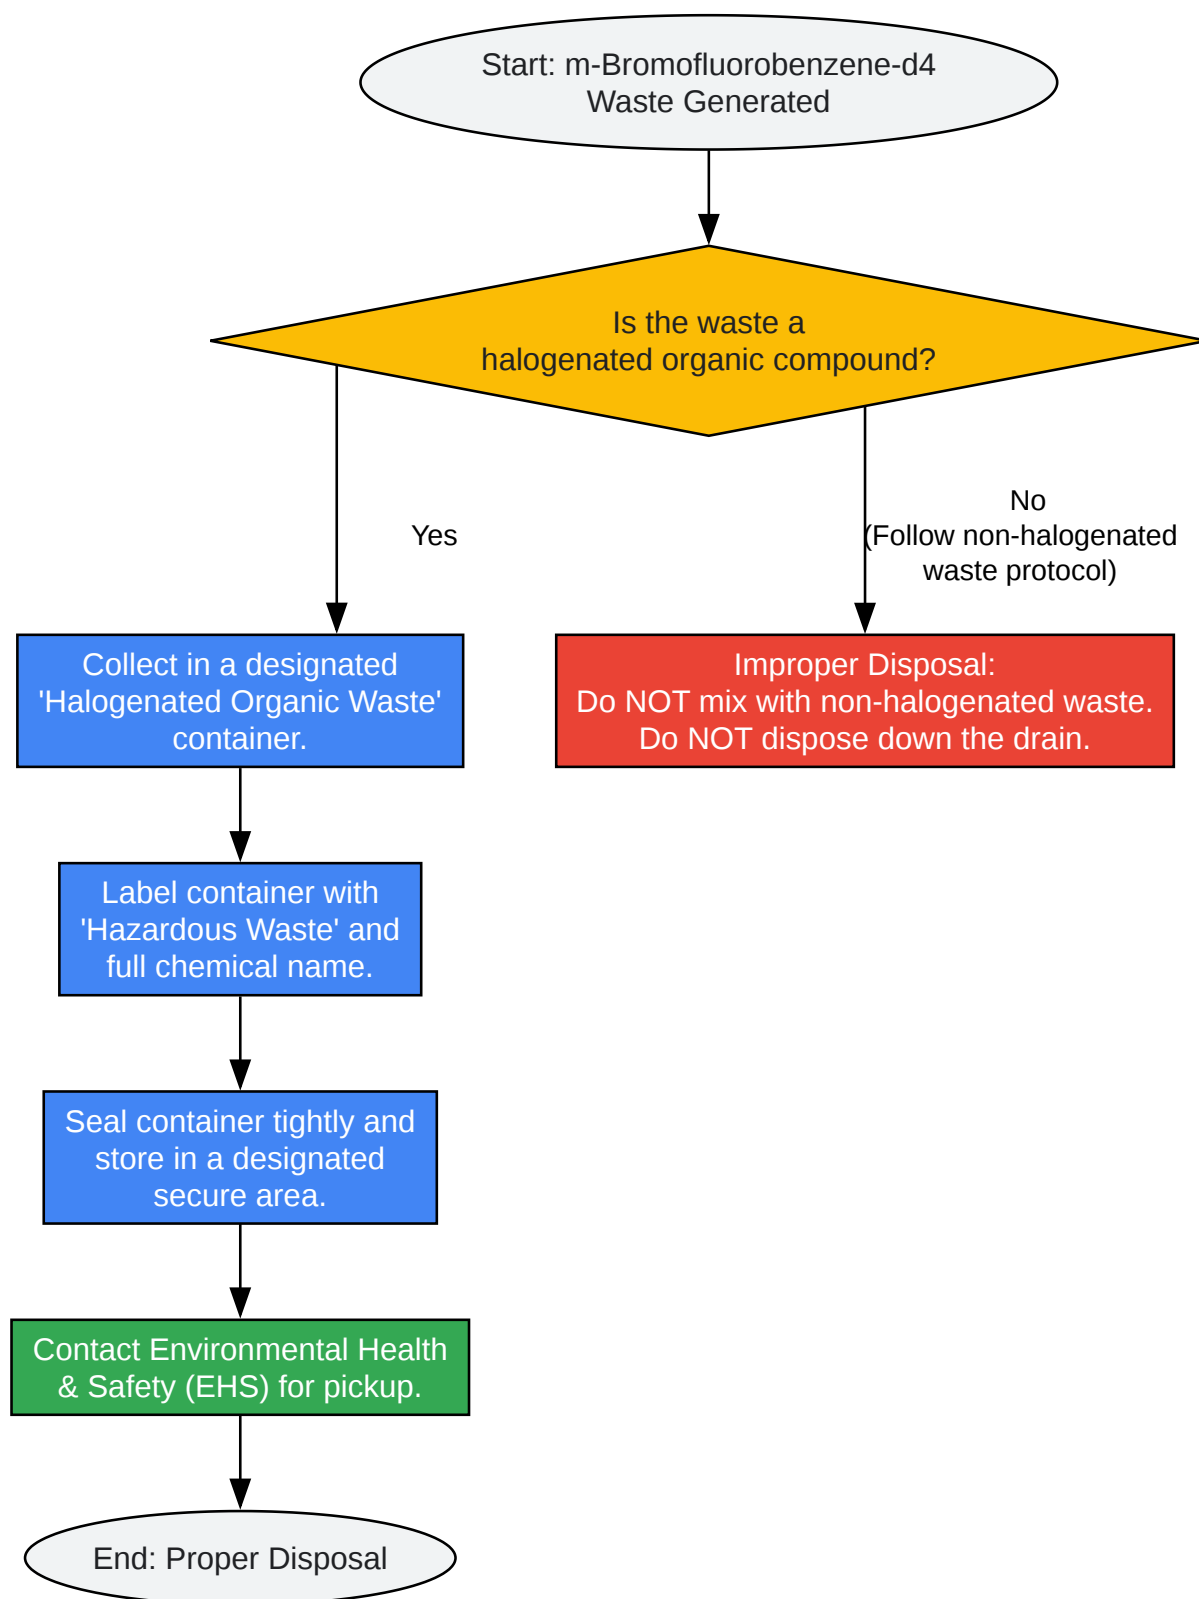 Start: m-Bromofluorobenzene-d4
Waste Generated
Is the waste a
halogenated organic compound?
Yes
No
(Follow non-halogenated
waste protocol)
Collect in a designated
'Halogenated Organic Waste'
container.
Improper Disposal:
Do NOT mix with non-halogenated waste.
Do NOT dispose down the drain.
Label container with
'Hazardous Waste' and
full chemical name.
Seal container tightly and
store in a designated
secure area.
Contact Environmental Health
& Safety (EHS) for pickup.
End: Proper Disposal